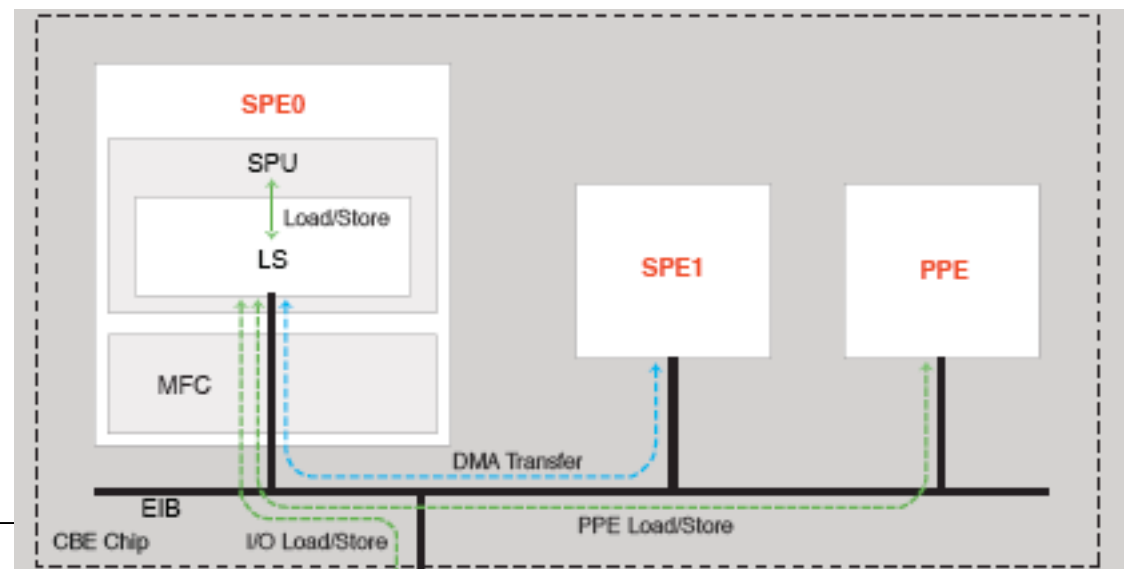 SPE0
SPU
Load/Store
LS
SPE1
PPE
MFC
DMA Transfer
EIB
PPE Load/Store
CBE Chip
I/O Load/Store